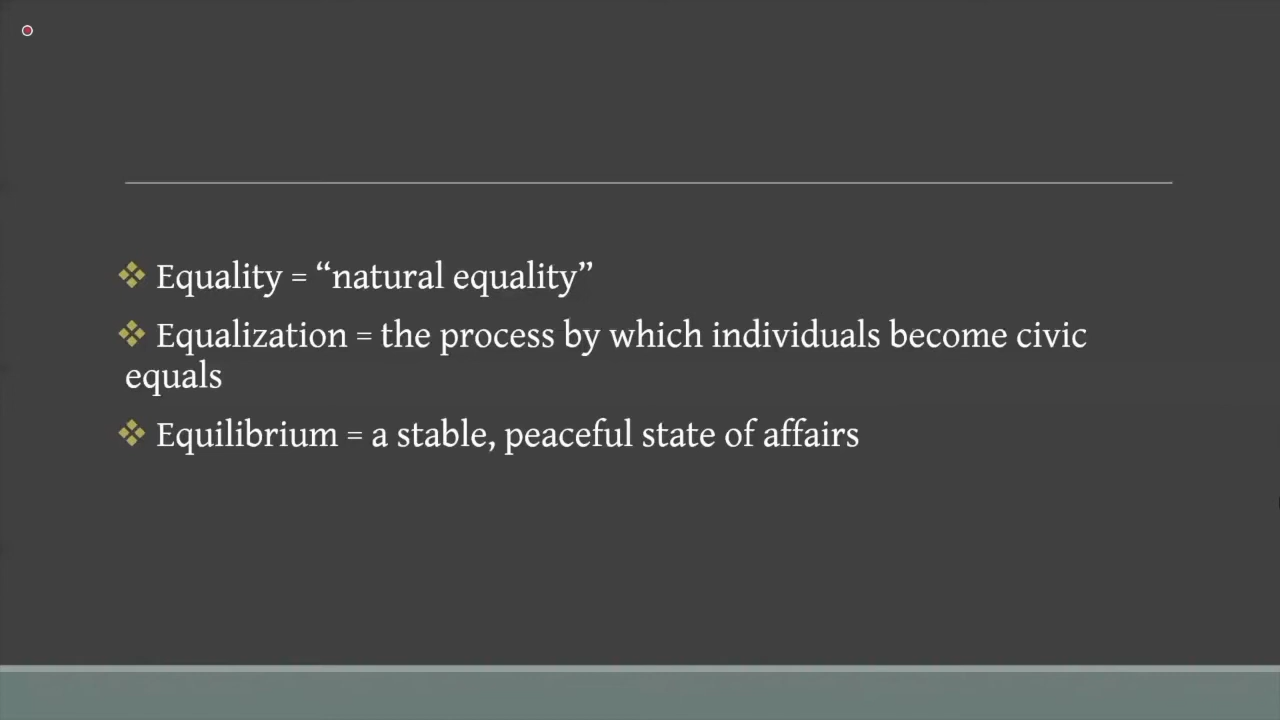 ❖ Equality = “natural equality”
❖ Equalization = the process by which individuals become civic
equals
❖ Equilibrium = a stable, peaceful state of affairs